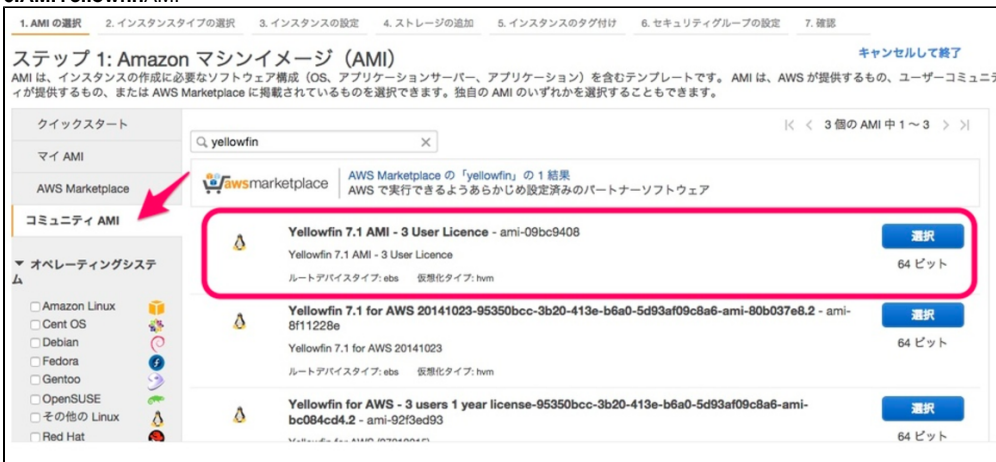 1. AMI の選択 2. インスタンスタイプの選択 3. インスタンスの設定 4. ストレージの追加 5. インスタンスのタグ付け 6. セキュリティグループの設定 7. 確認
ステップ 1: Amazon マシンイメージ（AMI）
キャンセルして終了
AMI は、インスタンスの作成に必要なソフトウェア構成（OS、アプリケーションサーバー、アプリケーション）を含むテンプレートです。 AMI は、AWS が提供するもの、ユーザーコミュニテ
ィが提供するもの、または AWS Marketplace に掲載されているものを選択できます。独自の AMI のいずれかを選択することもできます。
クイックスタート
マイ AMI
AWS Marketplace
コミュニティ AMI
▼ オペレーティングシステ
ム
Amazon Linux
Cent OS
Debian
Fedora
Gentoo
OpenSUSE
その他の Linux
Red Hat
|< < 3 個の AMI 中 1 ～ 3 > >|
yellowfin ×
awsmarketplace
AWS Marketplace の「yellowfin」の 1 結果
AWS で実行できるようあらかじめ設定済みのパートナーソフトウェア
Yellowfin 7.1 AMI - 3 User Licence - ami-09bc9408
Yellowfin 7.1 AMI - 3 User Licence
ルートデバイスタイプ: ebs 仮想化タイプ: hvm
選択
64 ビット
Yellowfin 7.1 for AWS 20141023-95350bcc-3b20-413e-b6a0-5d93af09c8a6-ami-80b037e8.2 - ami-
8f11228e
Yellowfin 7.1 for AWS 20141023
ルートデバイスタイプ: ebs 仮想化タイプ: hvm
選択
64 ビット
Yellowfin for AWS - 3 users 1 year license-95350bcc-3b20-413e-b6a0-5d93af09c8a6-ami-
bc084cd4.2 - ami-92f3ed93
選択
64 ビット